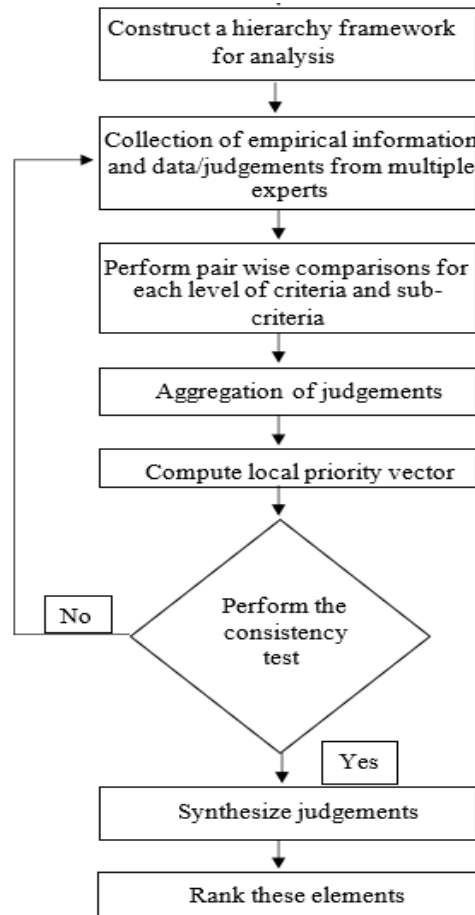 Construct a hierarchy framework
for analysis
Collection of empirical information
and data/judgements from multiple
experts
Perform pair wise comparisons for
each level of criteria and sub-
criteria
Aggregation of judgements
Compute local priority vector
No
Perform the
consistency
test
Yes
Synthesize judgements
Rank these elements